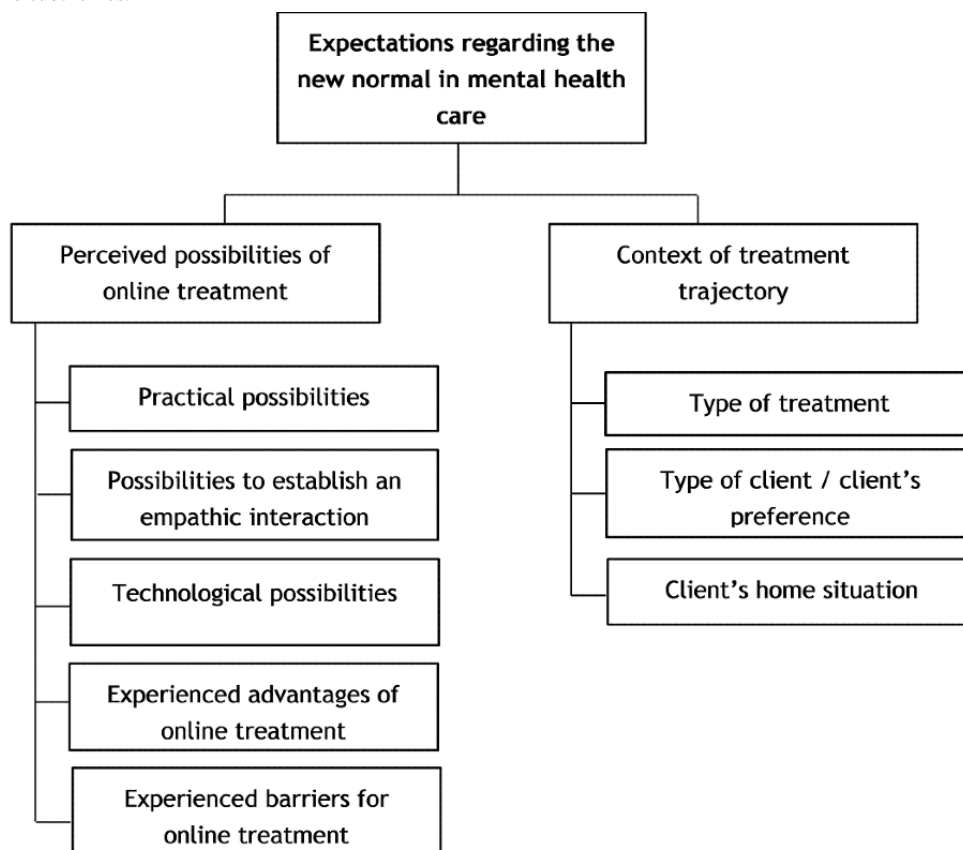 Expectations regarding the
new normal in mental health
care
Perceived possibilities of
online treatment
Practical possibilities
Possibilities to establish an
empathic interaction
Technological possibilities
Experienced advantages of
online treatment
Experienced barriers for
online treatment
Context of treatment
trajectory
Type of treatment
Type of client / client's
preference
Client's home situation